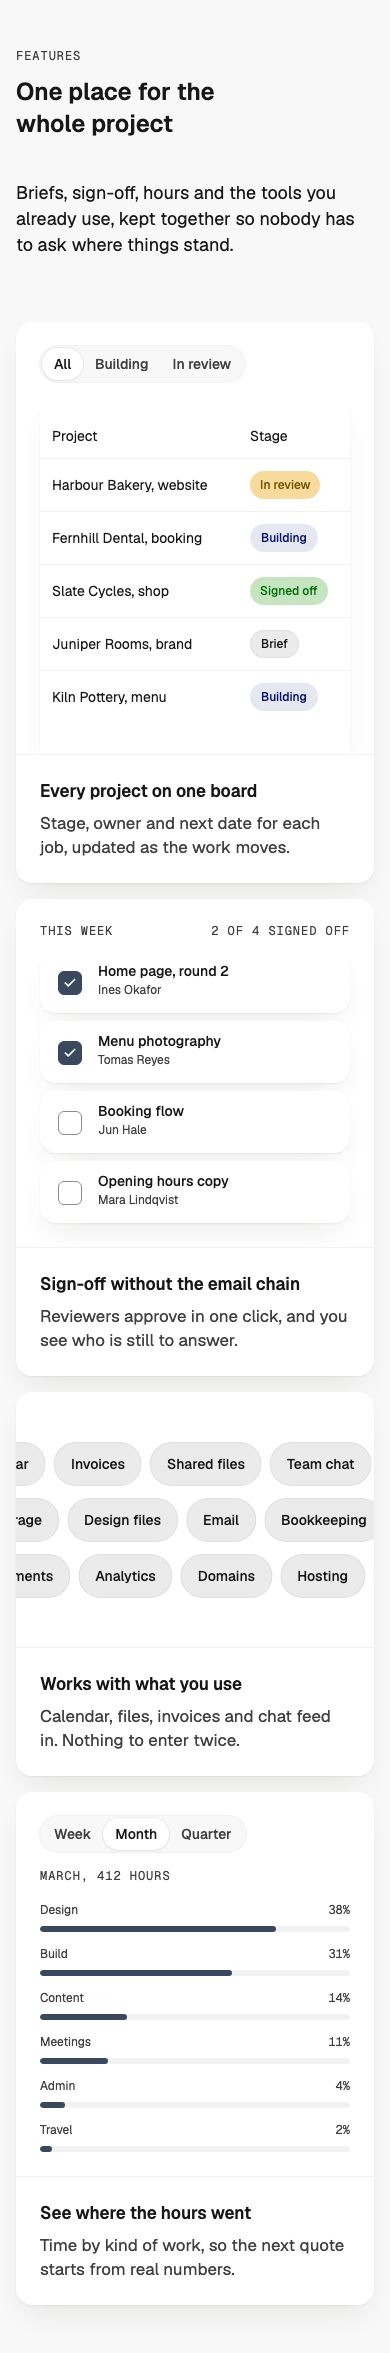 FEATURES
One place for the
whole project
Briefs, sign-off, hours and the tools you
already use, kept together so nobody has
to ask where things stand.
All Building In review
Project Stage
Harbour Bakery, website In review
Fernhill Dental, booking Building
Slate Cycles, shop Signed off
Juniper Rooms, brand Brief
Kiln Pottery, menu Building
Every project on one board
Stage, owner and next date for each
job, updated as the work moves.
THIS WEEK 2 OF 4 SIGNED OFF
Home page, round 2
Ines Okafor
Menu photography
Tomas Reyes
Booking flow
Jun Hale
Opening hours copy
Mara Lindqvist
Sign-off without the email chain
Reviewers approve in one click, and you
see who is still to answer.
ar Invoices Shared files Team chat
rage Design files Email Bookkeeping
ments Analytics Domains Hosting
Works with what you use
Calendar, files, invoices and chat feed
in. Nothing to enter twice.
Week Month Quarter
MARCH, 412 HOURS
Design 38%
Build 31%
Content 14%
Meetings 11%
Admin 4%
Travel 2%
See where the hours went
Time by kind of work, so the next quote
starts from real numbers.